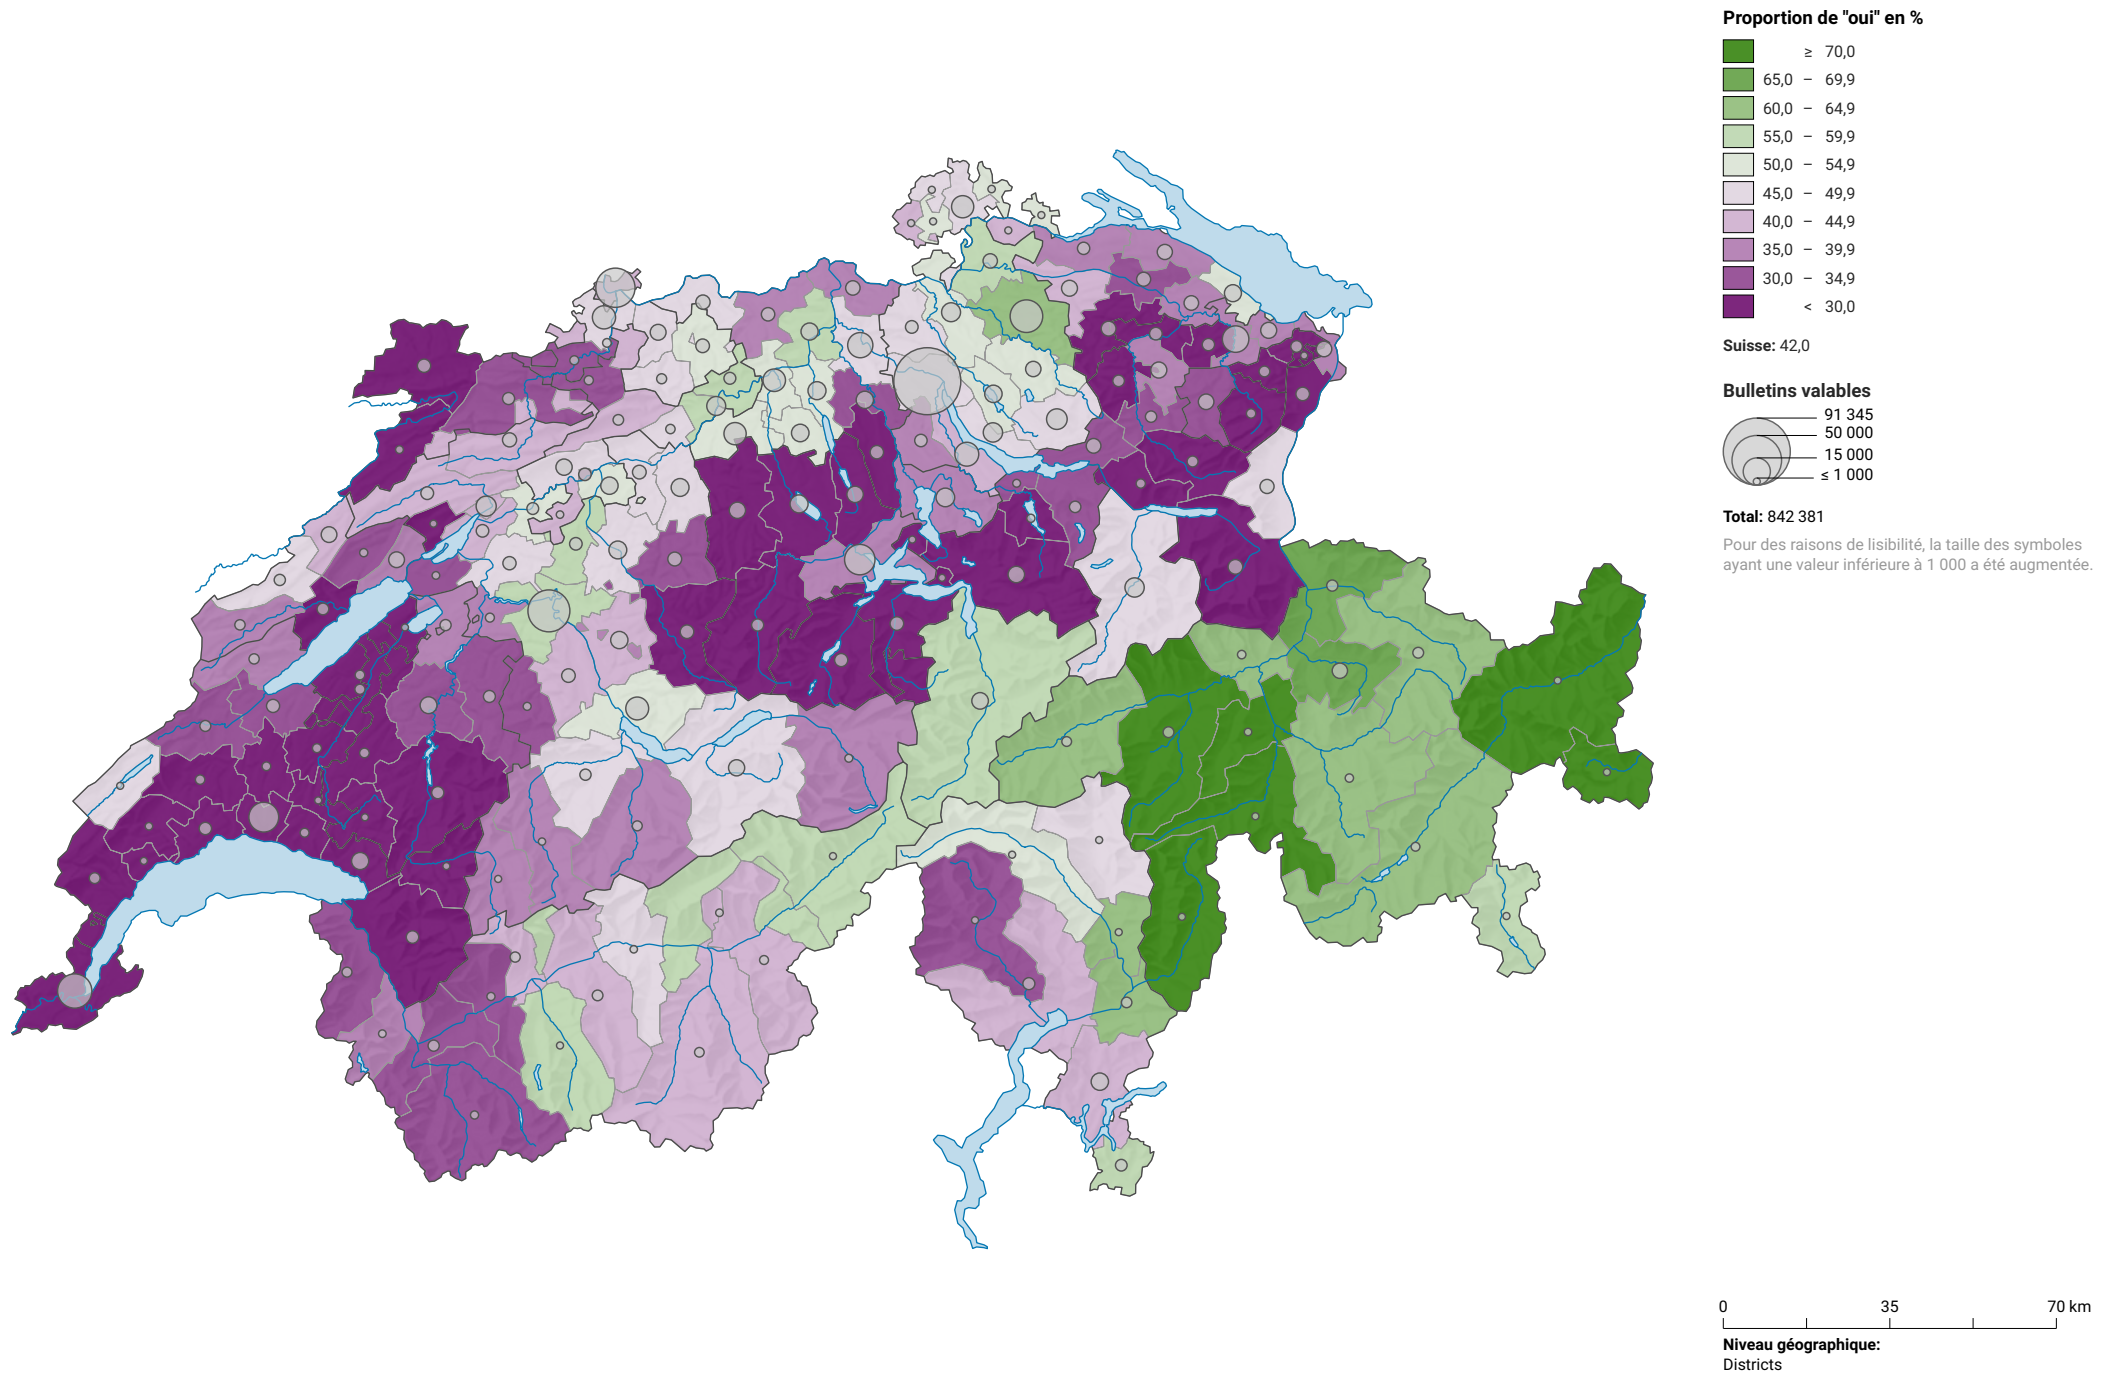 Proportion de "oui" en %
≥ 70,0
65,0 – 69,9
60,0 – 64,9
55,0 – 59,9
50,0 – 54,9
45,0 – 49,9
40,0 – 44,9
35,0 – 39,9
30,0 – 34,9
< 30,0
Suisse: 42,0
Bulletins valables
91 345
50 000
15 000
≤ 1 000
Total: 842 381
Pour des raisons de lisibilité, la taille des symboles
ayant une valeur inférieure à 1 000 a été augmentée.
0 35 70 km
Niveau géographique:
Districts